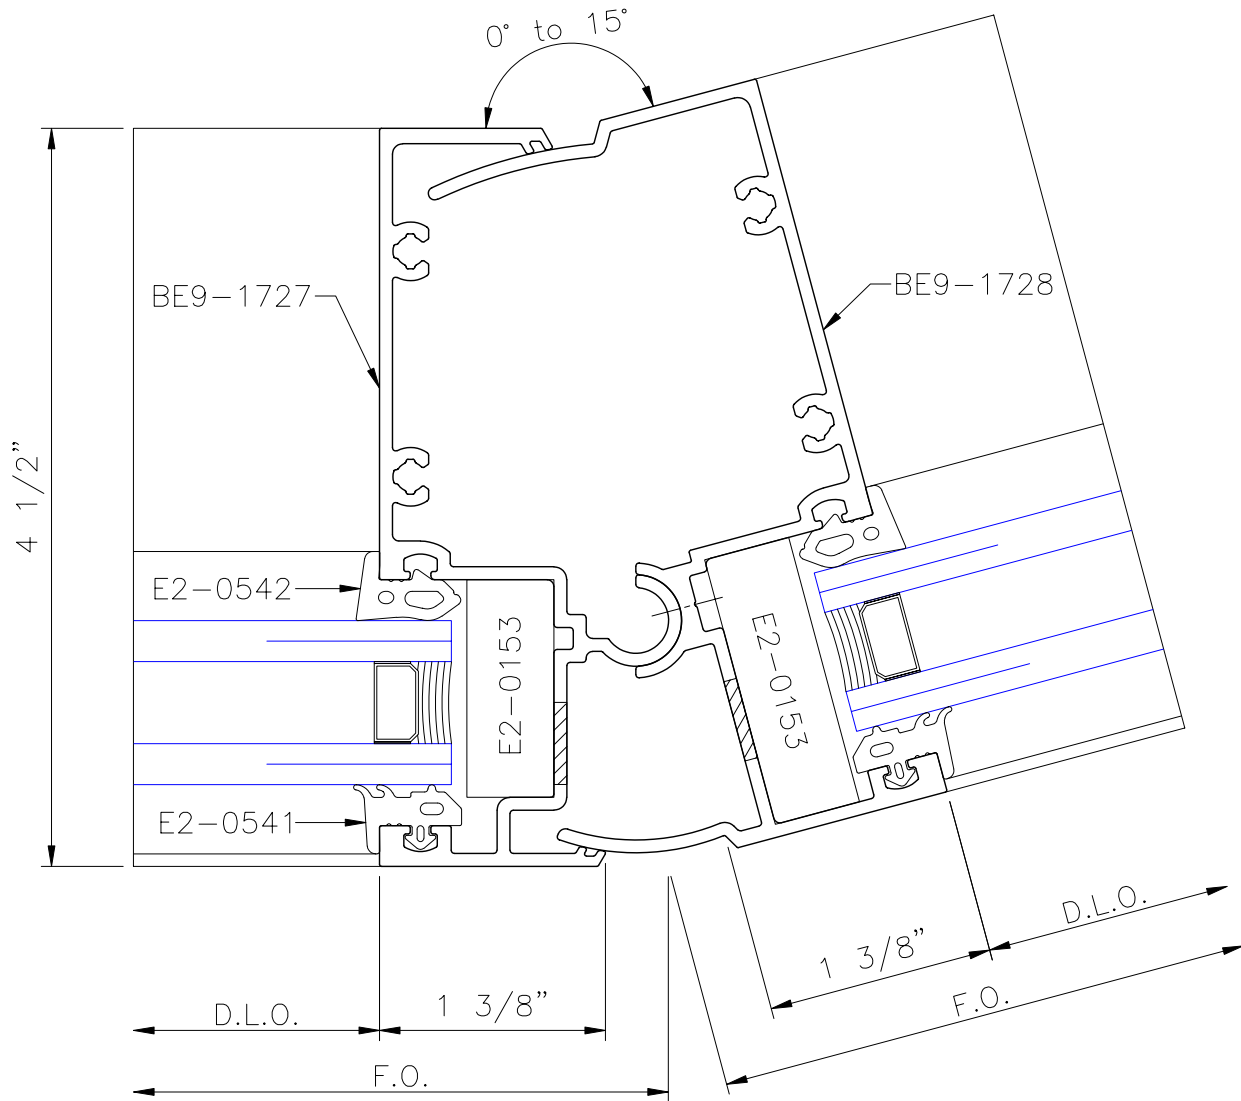 0° to 15°
BE9-1727
BE9-1728
4 1/2"
E2-0542
E2-0153
E2-0153
E2-0541
D.L.O.
1 3/8"
F.O.
1 3/8"
D.L.O.
F.O.